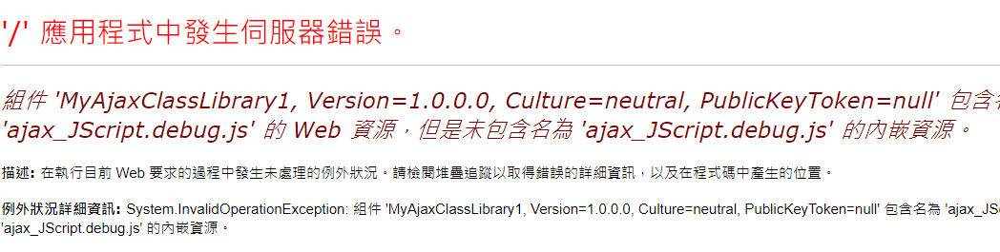 '/' 應用程式中發生伺服器錯誤。
組件 'MyAjaxClassLibrary1, Version=1.0.0.0, Culture=neutral, PublicKeyToken=null' 包含
'ajax_JScript.debug.js' 的 Web 資源，但是未包含名為 'ajax_JScript.debug.js' 的內嵌資源。
描述: 在執行目前 Web 要求的過程中發生未處理的例外狀況。請檢閱堆疊追蹤以取得錯誤的詳細資訊，以及在程式碼中產生的位置。
例外狀況詳細資訊: System.InvalidOperationException: 組件 'MyAjaxClassLibrary1, Version=1.0.0.0, Culture=neutral, PublicKeyToken=null' 包含名為 'ajax_JSc
'ajax_JScript.debug.js' 的內嵌資源。